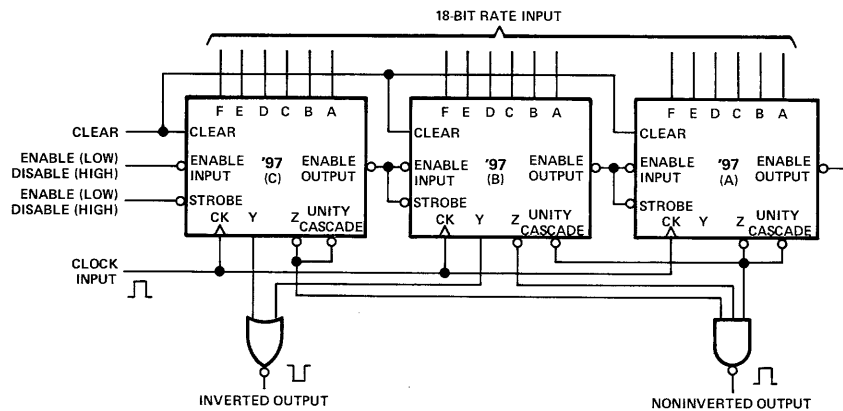 18-BIT RATE INPUT
F E D C B A
F E D C B A
F E D C B A
CLEAR
CLEAR
CLEAR
CLEAR
ENABLE (LOW)
DISABLE (HIGH)
ENABLE INPUT
'97 (C)
ENABLE OUTPUT
ENABLE INPUT
'97 (B)
ENABLE OUTPUT
ENABLE INPUT
'97 (A)
ENABLE OUTPUT
ENABLE (LOW)
DISABLE (HIGH)
STROBE
STROBE
STROBE
CK Y Z UNITY CASCADE
CK Y Z UNITY CASCADE
CK Y Z UNITY CASCADE
CLOCK
INPUT
INVERTED OUTPUT
NONINVERTED OUTPUT